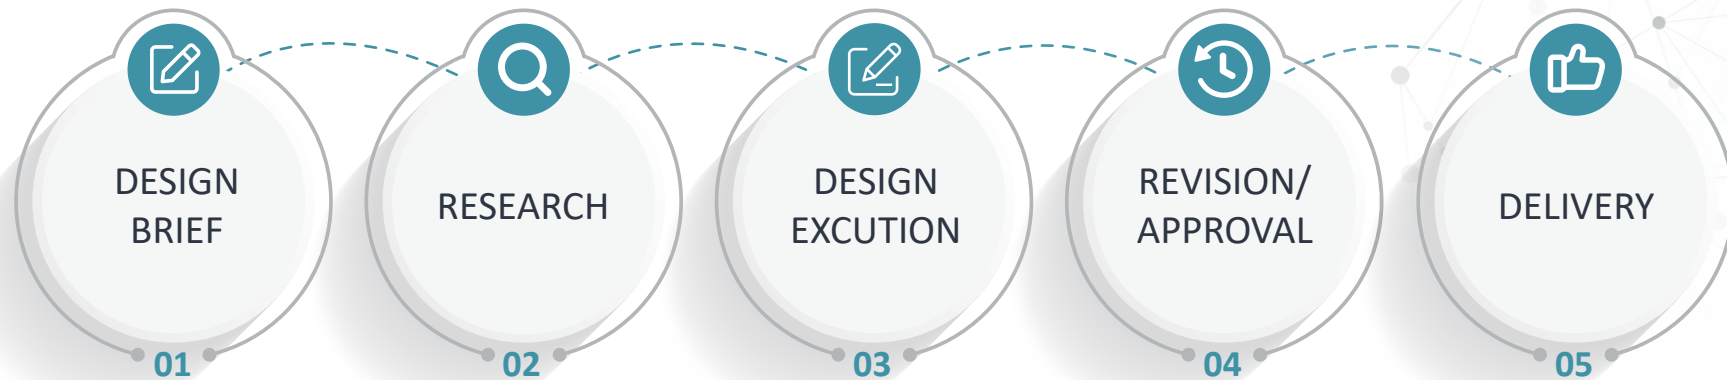 DESIGN
BRIEF
01
RESEARCH
02
DESIGN
EXCUTION
03
REVISION/
APPROVAL
04
DELIVERY
05